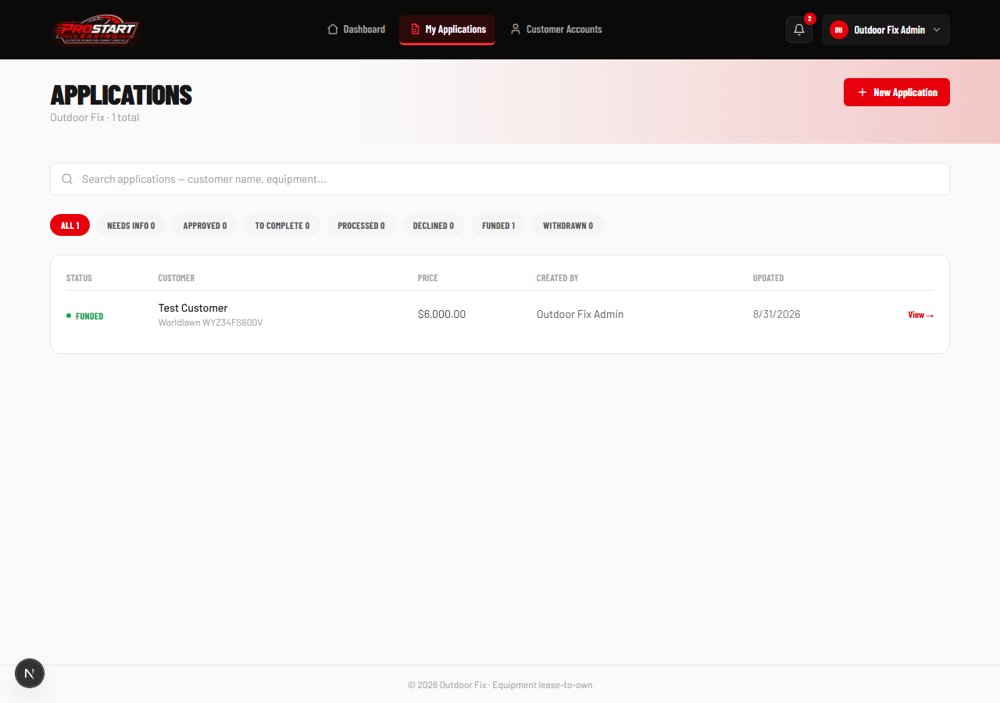 PROSTART
LEASING
Dashboard
My Applications
Customer Accounts
2
OU
Outdoor Fix Admin
APPLICATIONS
Outdoor Fix · 1 total
+ New Application
Search applications — customer name, equipment...
ALL 1
NEEDS INFO 0
APPROVED 0
TO COMPLETE 0
PROCESSED 0
DECLINED 0
FUNDED 1
WITHDRAWN 0
STATUS CUSTOMER PRICE CREATED BY UPDATED
FUNDED Test Customer $6,000.00 Outdoor Fix Admin 8/31/2026 View →
Worldlawn WYZ34FS600V
N
© 2026 Outdoor Fix · Equipment lease-to-own